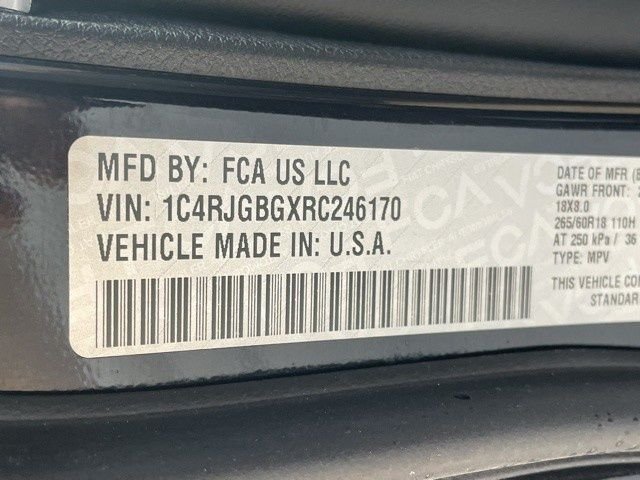 MFD BY: FCA US LLC
VIN: 1C4RJGBGXRC246170
VEHICLE MADE IN: U.S.A.
DATE OF MFR
GAWR FRONT:
18X8.0
265/60R18 110H
AT 250 kPa / 36
TYPE: MPV
THIS VEHICLE
STANDAR